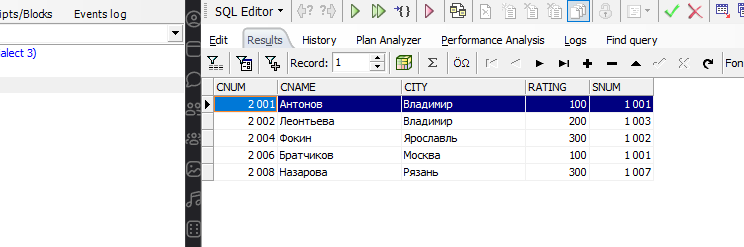 ipts/Blocks Events log
alect 3)
SQL Editor
Edit Results History Plan Analyzer Performance Analysis Logs Find query
Record: 1 Σ ÖΩ Fon
CNUM CNAME CITY RATING SNUM
2 001 Антонов Владимир 100 1 001
2 002 Леонтьева Владимир 200 1 003
2 004 Фокин Ярославль 300 1 002
2 006 Братчиков Москва 100 1 001
2 008 Назарова Рязань 300 1 007